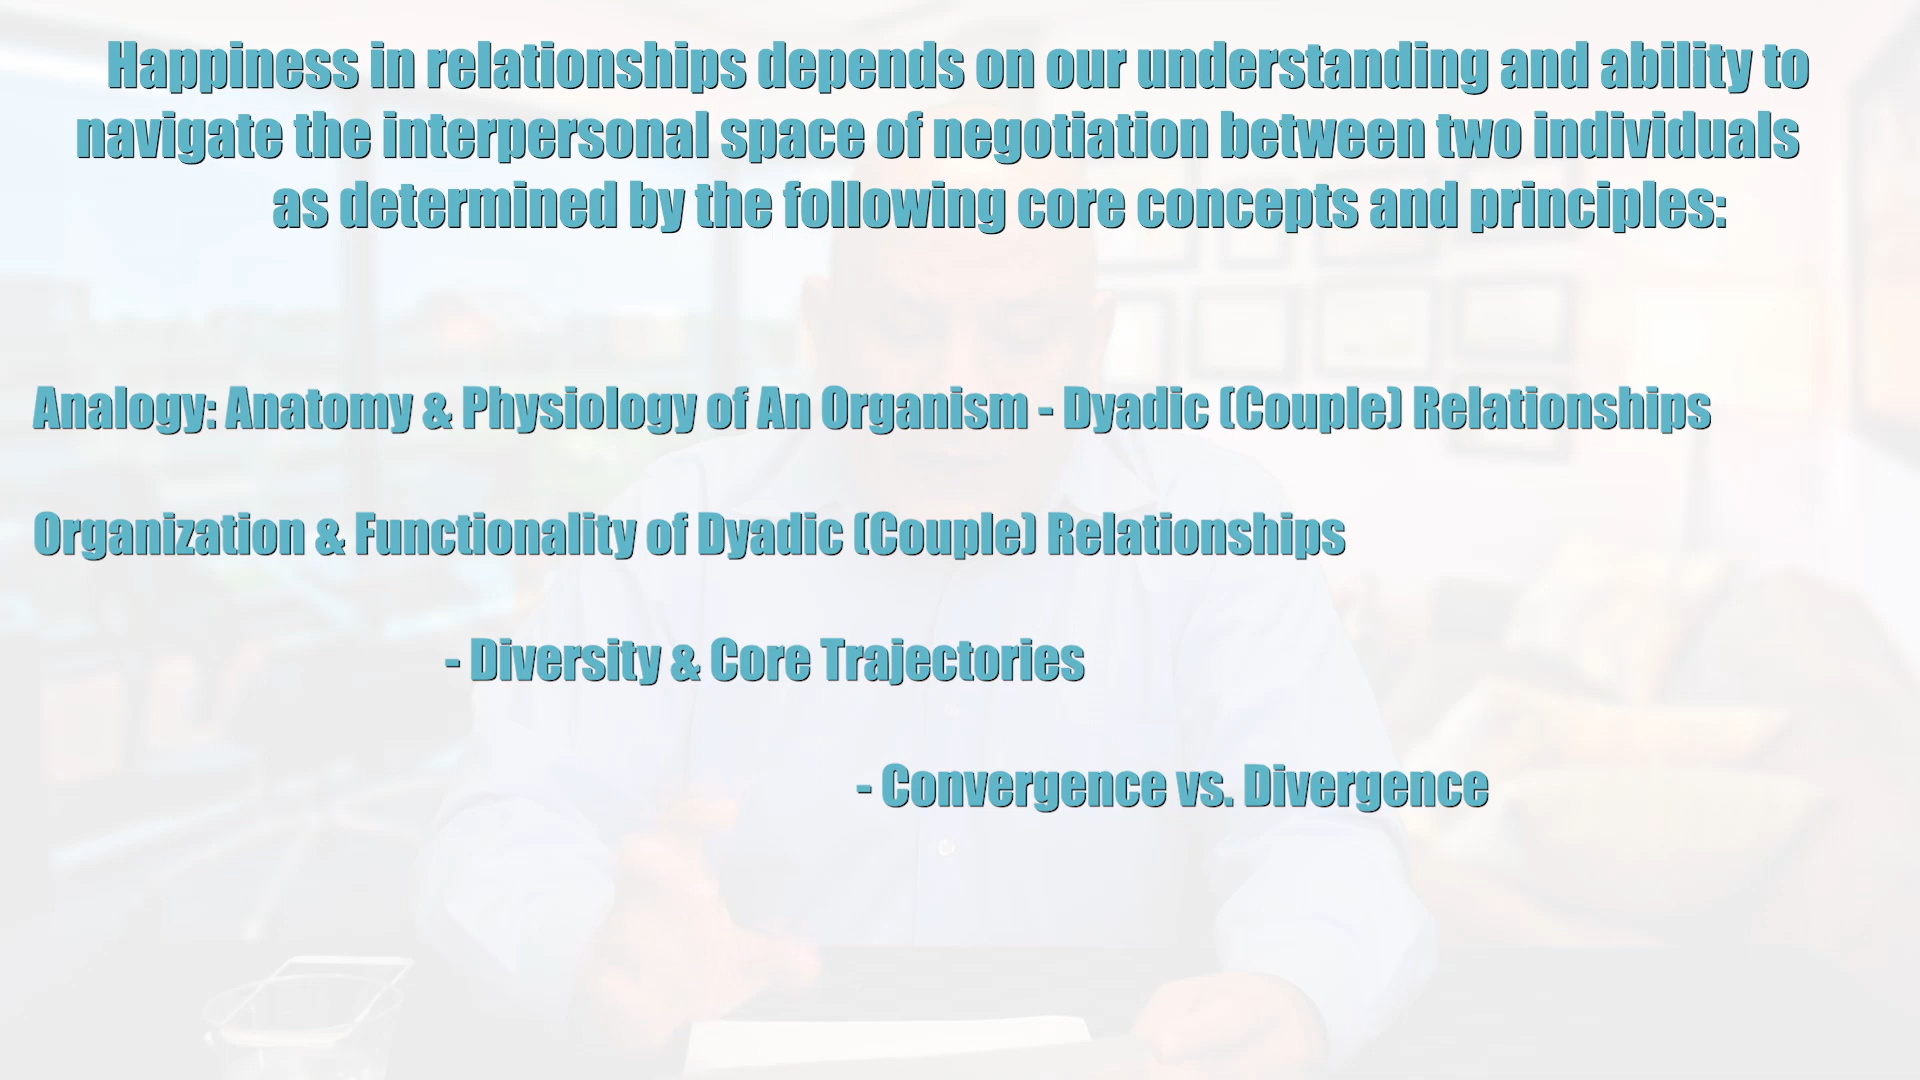 Happiness in relationships depends on our understanding and ability to
navigate the interpersonal space of negotiation between two individuals
as determined by the following core concepts and principles:
Analogy: Anatomy & Physiology of An Organism - Dyadic (Couple) Relationships
Organization & Functionality of Dyadic (Couple) Relationships
- Diversity & Core Trajectories
- Convergence vs. Divergence